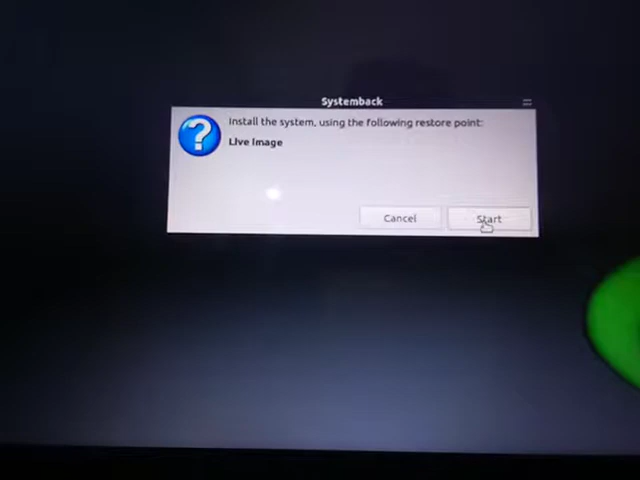 Systemback
Install the system, using the following restore point:
Live Image
Cancel
Start